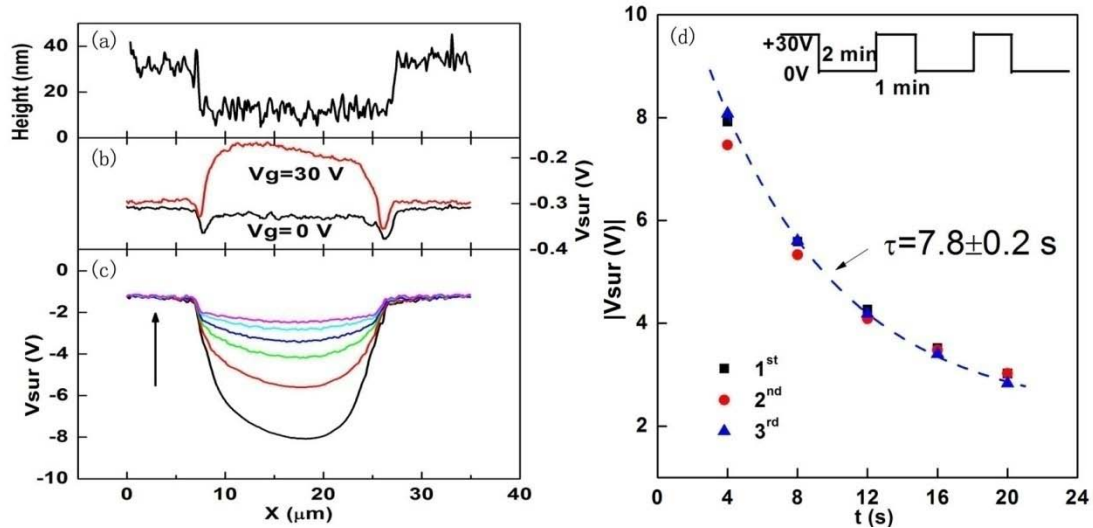 (a)
Height (nm)
40
20
0
(b)
Vg=30 V
Vg=0 V
-0.2
-0.3
-0.4
Vsur (V)
(c)
Vsur (V)
0
-2
-4
-6
-8
-10
0 10 20 30 40
X (μm)
(d)
+30V
2 min
0V
1 min
|Vsur (V)|
10
8
6
4
2
τ=7.8±0.2 s
1st
2nd
3rd
0 4 8 12 16 20 24
t (s)